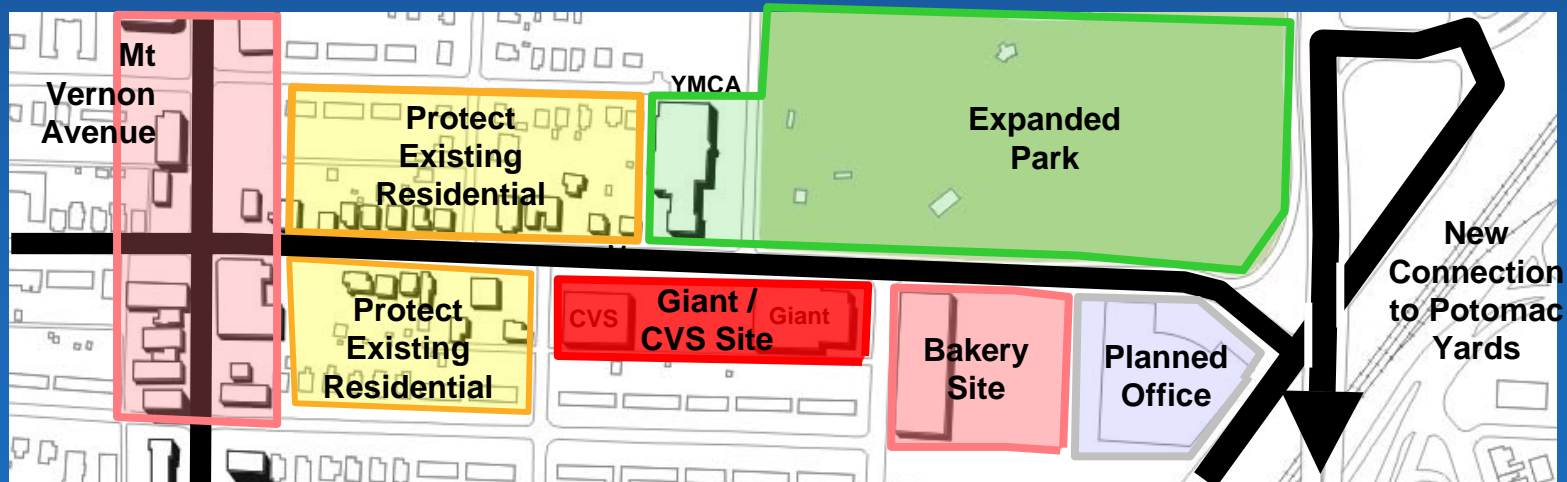 Mt
Vernon
Avenue
Protect
Existing
Residential
YMCA
Expanded
Park
New
Connection
to Potomac
Yards
Protect
Existing
Residential
CVS
Giant /
CVS Site
Giant
Bakery
Site
Planned
Office